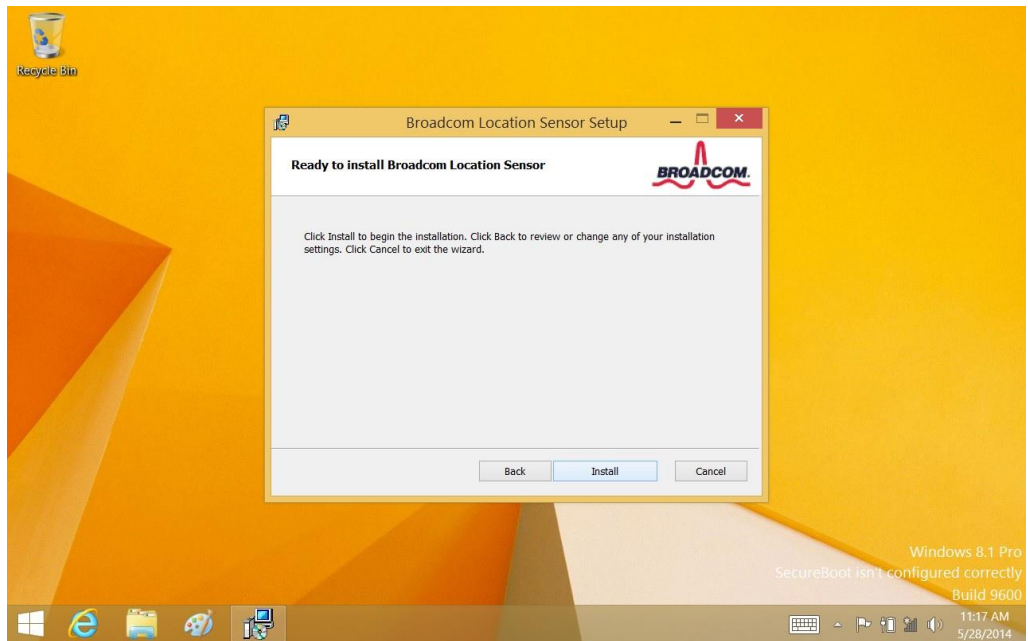 Recycle Bin
Broadcom Location Sensor Setup
Ready to install Broadcom Location Sensor
BROADCOM.
Click Install to begin the installation. Click Back to review or change any of your installation
settings. Click Cancel to exit the wizard.
Back Install Cancel
Windows 8.1 Pro
SecureBoot isn't configured correctly
Build 9600
11:17 AM
5/28/2014